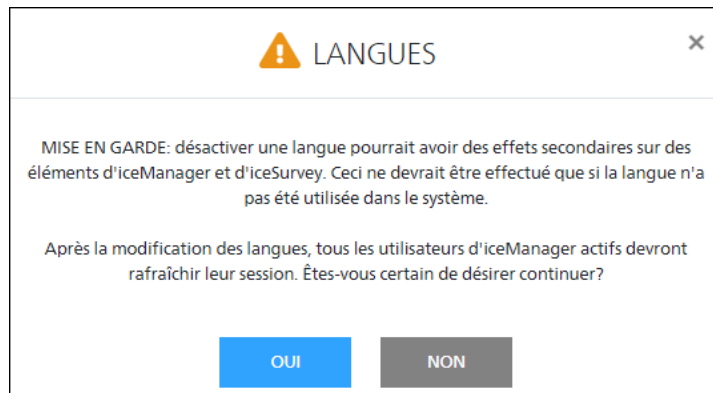 LANGUES
MISE EN GARDE: désactiver une langue pourrait avoir des effets secondaires sur des
éléments d'iceManager et d'iceSurvey. Ceci ne devrait être effectué que si la langue n'a
pas été utilisée dans le système.
Après la modification des langues, tous les utilisateurs d'iceManager actifs devront
rafraîchir leur session. Êtes-vous certain de désirer continuer?
OUI
NON